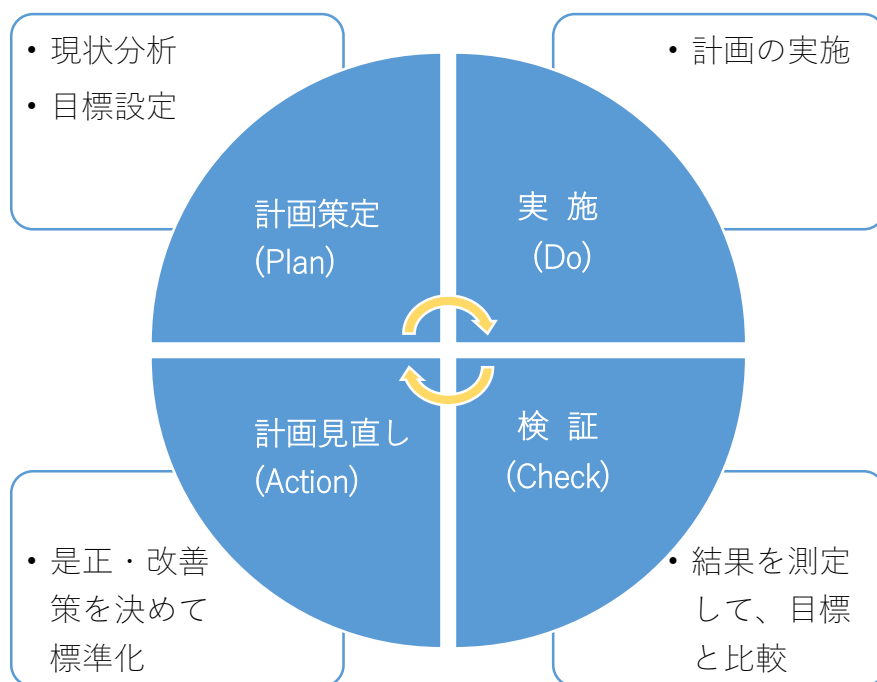 ・現状分析
・目標設定
・計画の実施
計画策定
(Plan)
実 施
(Do)
計画見直し
(Action)
検 証
(Check)
・是正・改善
策を決めて
標準化
・結果を測定
して、目標
と比較